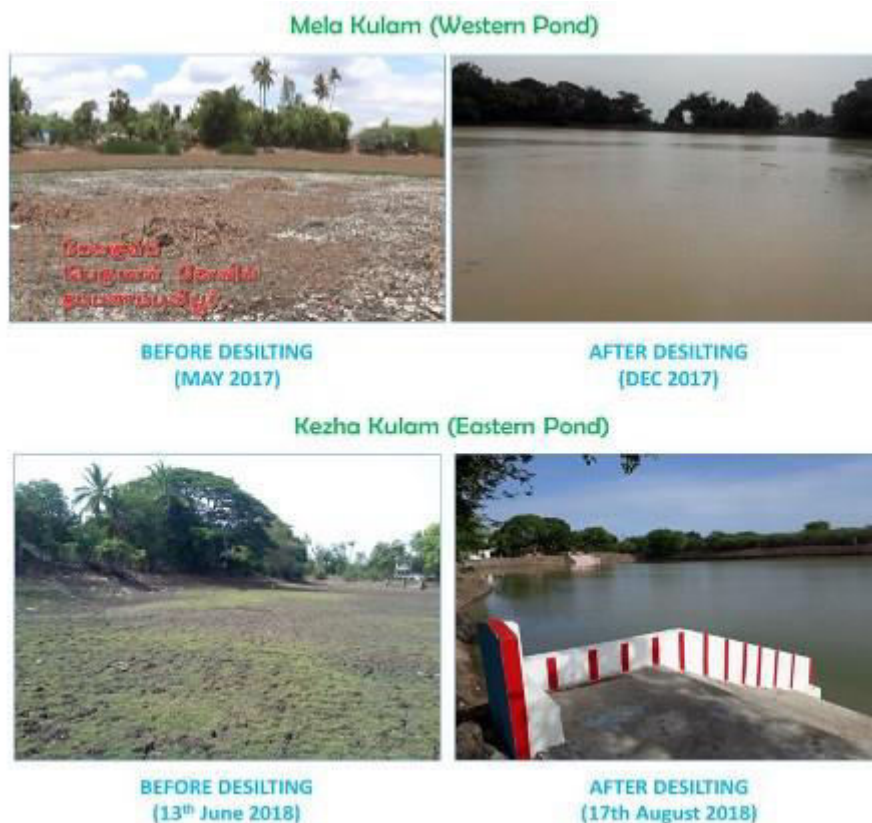 Mela Kulam (Western Pond)
BEFORE DESILTING
(MAY 2017)
AFTER DESILTING
(DEC 2017)
Kezha Kulam (Eastern Pond)
BEFORE DESILTING
(13th June 2018)
AFTER DESILTING
(17th August 2018)